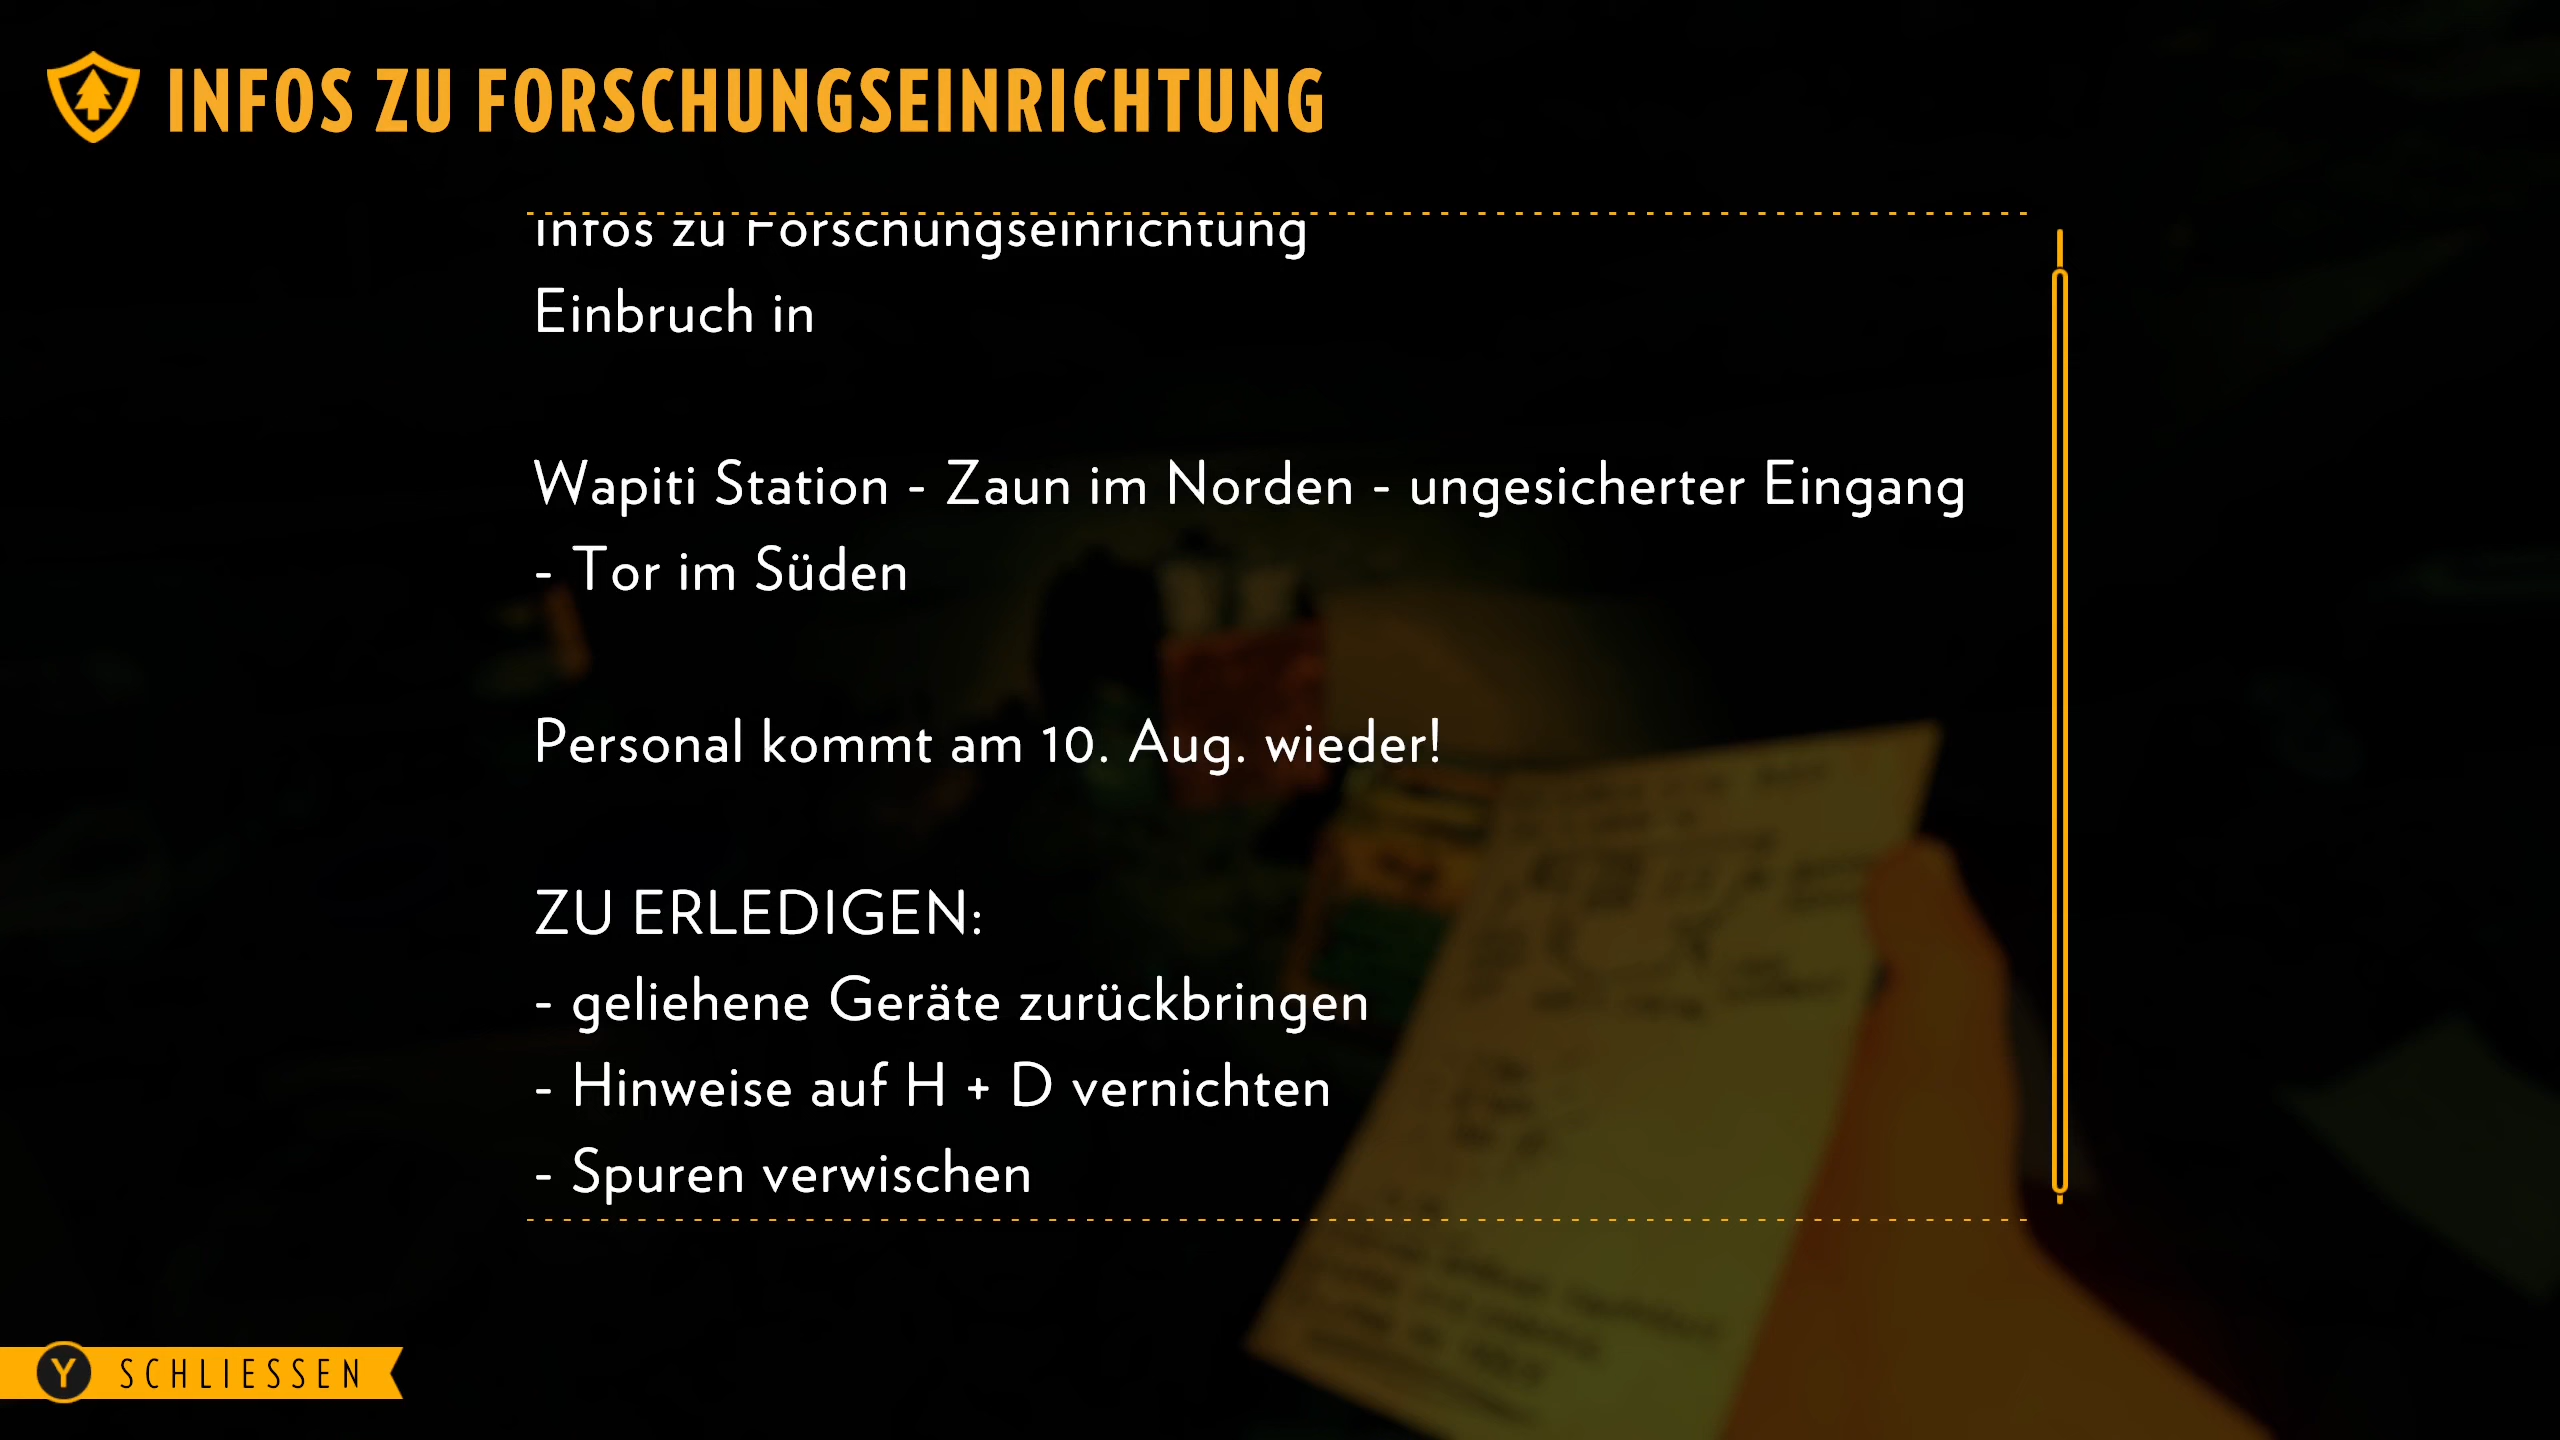 INFOS ZU FORSCHUNGSEINRICHTUNG
Infos zu Forschungseinrichtung
Einbruch in
Wapiti Station - Zaun im Norden - ungesicherter Eingang
- Tor im Süden
Personal kommt am 10. Aug. wieder!
ZU ERLEDIGEN:
- geliehene Geräte zurückbringen
- Hinweise auf H + D vernichten
- Spuren verwischen
Y SCHLIESSEN